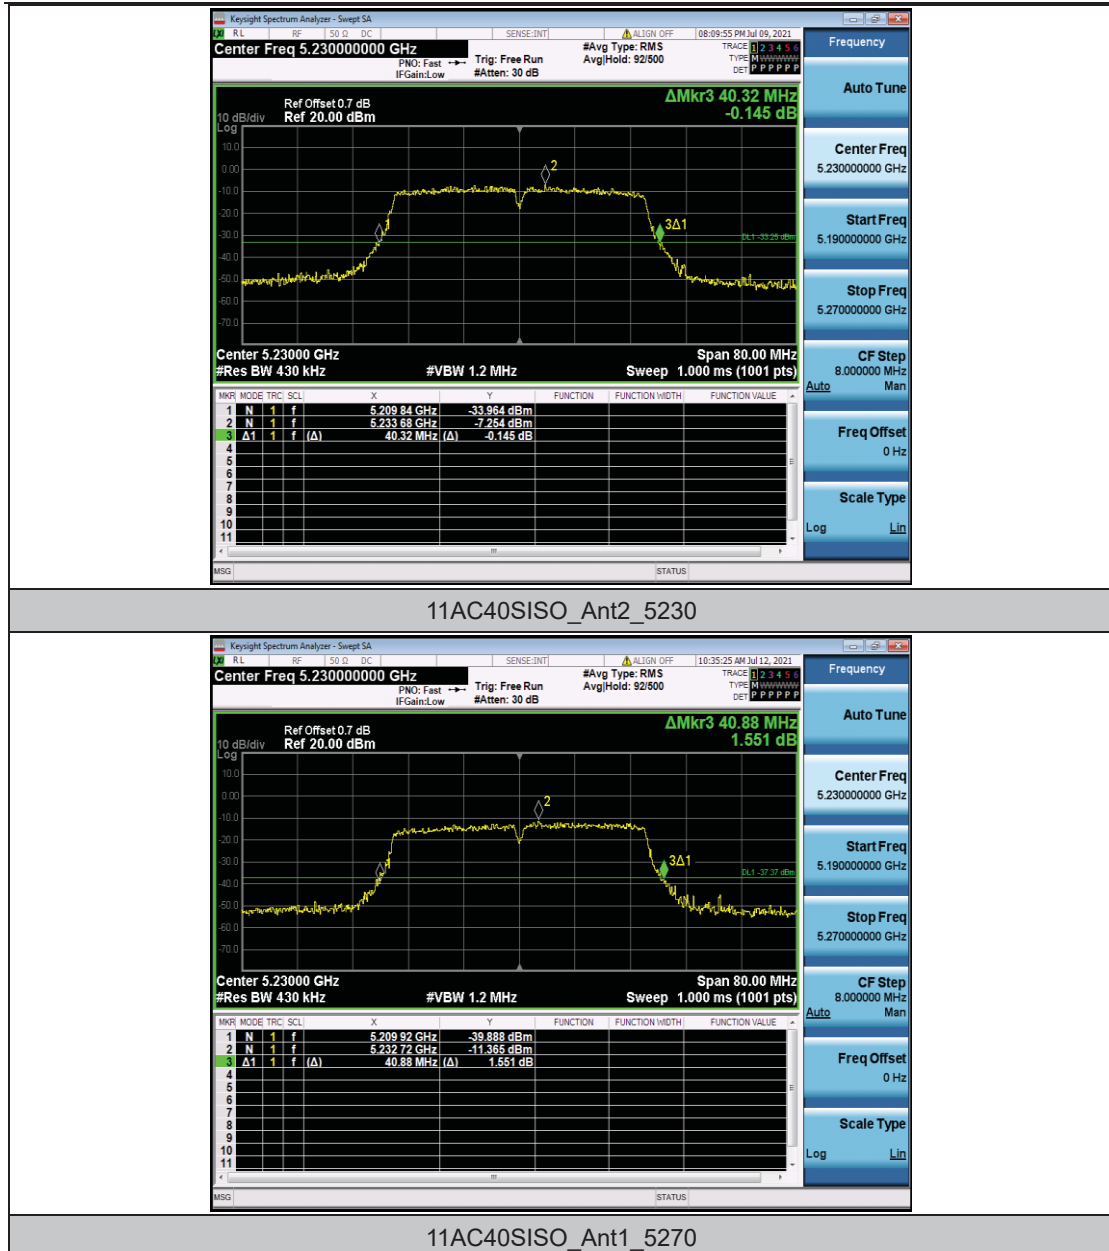 Keysight Spectrum Analyzer - Swept SA
LXI RL RF 50 Ω DC SENSE:INT ALIGN OFF 08:09:55 PM Jul 09, 2021
Center Freq 5.230000000 GHz #Avg Type: RMS TRACE 1 2 3 4 5 6
PNO: Fast Trig: Free Run Avg|Hold: 92/500 TYPE M WWWWW
IFGain:Low #Atten: 30 dB DET P P P P P P
Frequency
Auto Tune
Center Freq
5.230000000 GHz
Start Freq
5.190000000 GHz
Stop Freq
5.270000000 GHz
CF Step
8.000000 MHz
Auto Man
Freq Offset
0 Hz
Scale Type
Log Lin
ΔMkr3 40.32 MHz
-0.145 dB
Ref Offset 0.7 dB
10 dB/div Ref 20.00 dBm
Log
10.0
0.00
-10.0
-20.0
-30.0
-40.0
-50.0
-60.0
-70.0
2
3Δ1
DL1 -33.25 dBm
Center 5.23000 GHz Span 80.00 MHz
#Res BW 430 kHz #VBW 1.2 MHz Sweep 1.000 ms (1001 pts)
MKR MODE TRC SCL X Y FUNCTION FUNCTION WIDTH FUNCTION VALUE
1 N 1 f 5.209 84 GHz -33.964 dBm
2 N 1 f 5.233 68 GHz -7.254 dBm
3 Δ1 1 f (Δ) 40.32 MHz (Δ) -0.145 dB
4
5
6
7
8
9
10
11
MSG STATUS
11AC40SISO_Ant2_5230
Keysight Spectrum Analyzer - Swept SA
LXI RL RF 50 Ω DC SENSE:INT ALIGN OFF 10:35:25 AM Jul 12, 2021
Center Freq 5.230000000 GHz #Avg Type: RMS TRACE 1 2 3 4 5 6
PNO: Fast Trig: Free Run Avg|Hold: 92/500 TYPE M WWWWW
IFGain:Low #Atten: 30 dB DET P P P P P P
Frequency
Auto Tune
Center Freq
5.230000000 GHz
Start Freq
5.190000000 GHz
Stop Freq
5.270000000 GHz
CF Step
8.000000 MHz
Auto Man
Freq Offset
0 Hz
Scale Type
Log Lin
ΔMkr3 40.88 MHz
1.551 dB
Ref Offset 0.7 dB
10 dB/div Ref 20.00 dBm
Log
10.0
0.00
-10.0
-20.0
-30.0
-40.0
-50.0
-60.0
-70.0
2
3Δ1
DL1 -37.37 dBm
Center 5.23000 GHz Span 80.00 MHz
#Res BW 430 kHz #VBW 1.2 MHz Sweep 1.000 ms (1001 pts)
MKR MODE TRC SCL X Y FUNCTION FUNCTION WIDTH FUNCTION VALUE
1 N 1 f 5.209 92 GHz -39.888 dBm
2 N 1 f 5.232 72 GHz -11.365 dBm
3 Δ1 1 f (Δ) 40.88 MHz (Δ) 1.551 dB
4
5
6
7
8
9
10
11
MSG STATUS
11AC40SISO_Ant1_5270